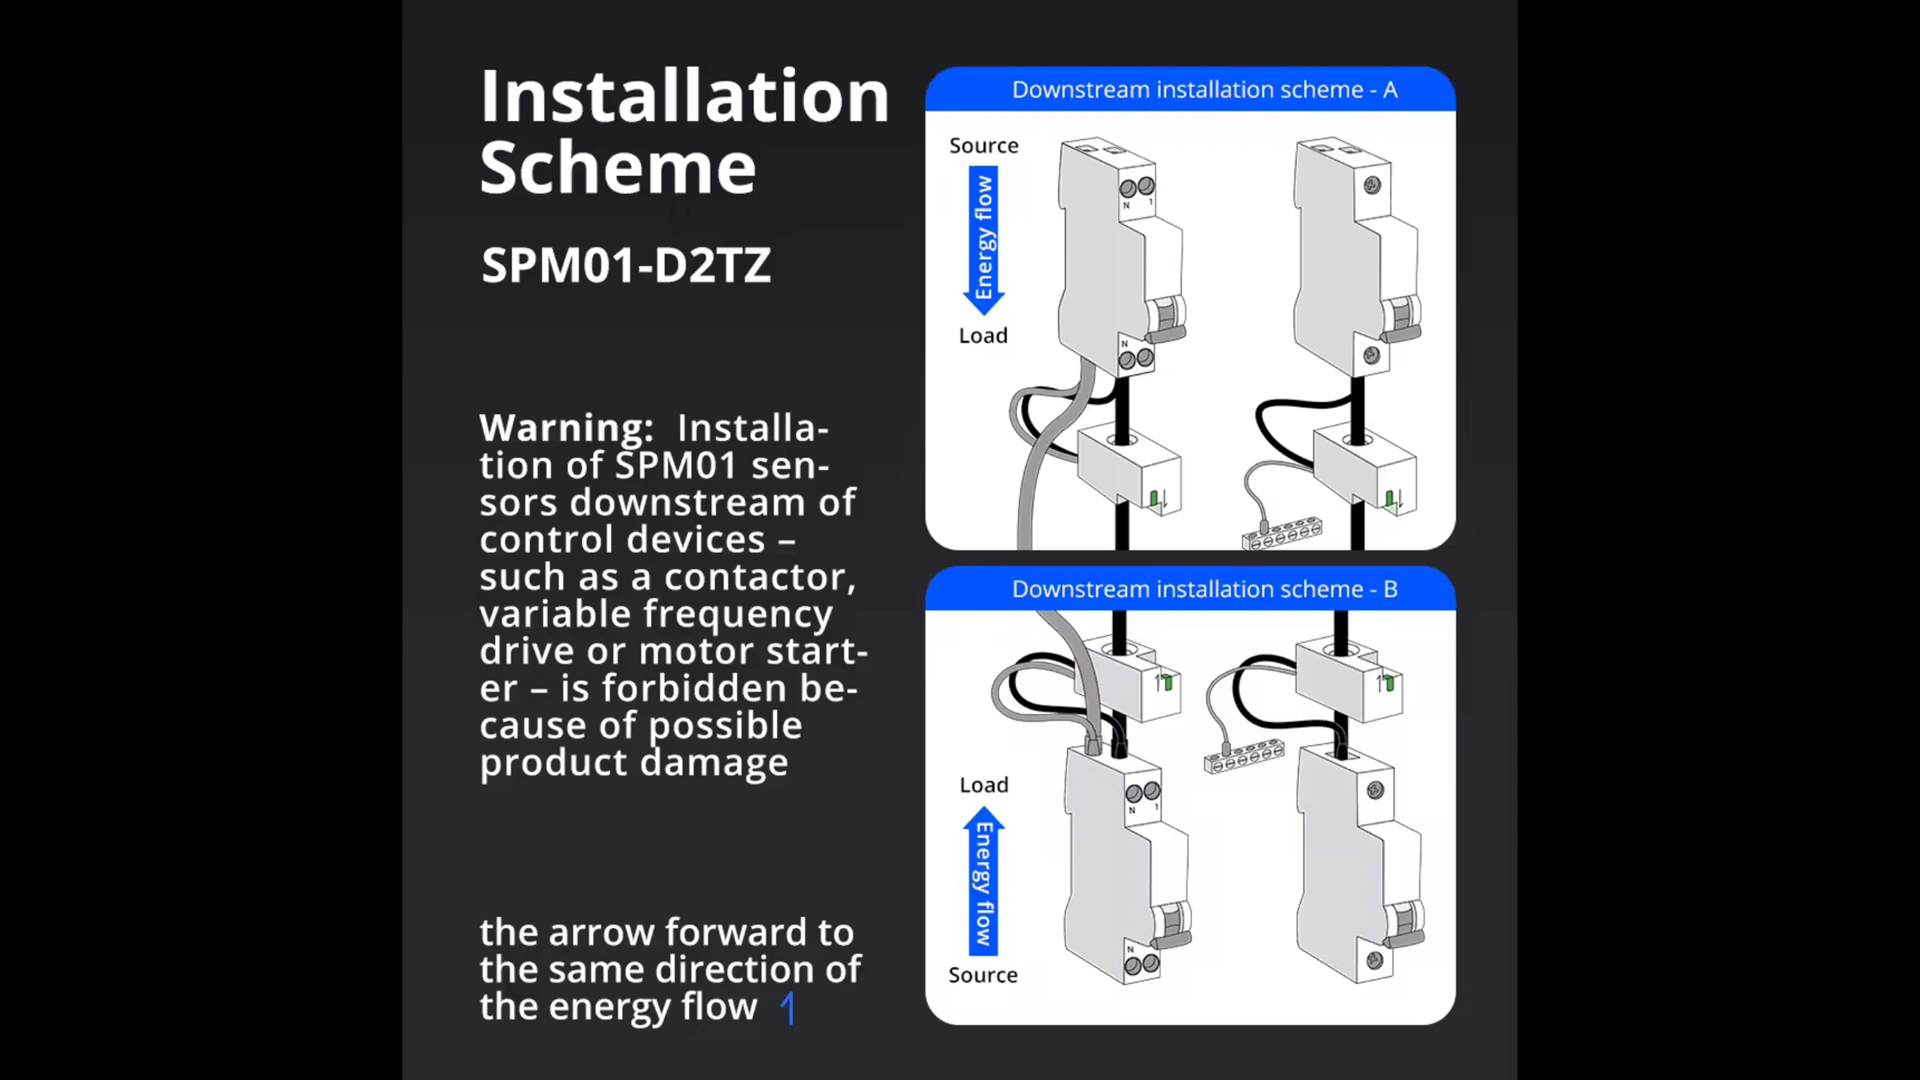 Installation
Scheme
SPM01-D2TZ
Warning: Installa-
tion of SPM01 sen-
sors downstream of
control devices –
such as a contactor,
variable frequency
drive or motor start-
er – is forbidden be-
cause of possible
product damage
the arrow forward to
the same direction of
the energy flow
Downstream installation scheme - A
Source
Energy flow
Load
N 1
N
Downstream installation scheme - B
Load
Energy flow
Source
N 1
N